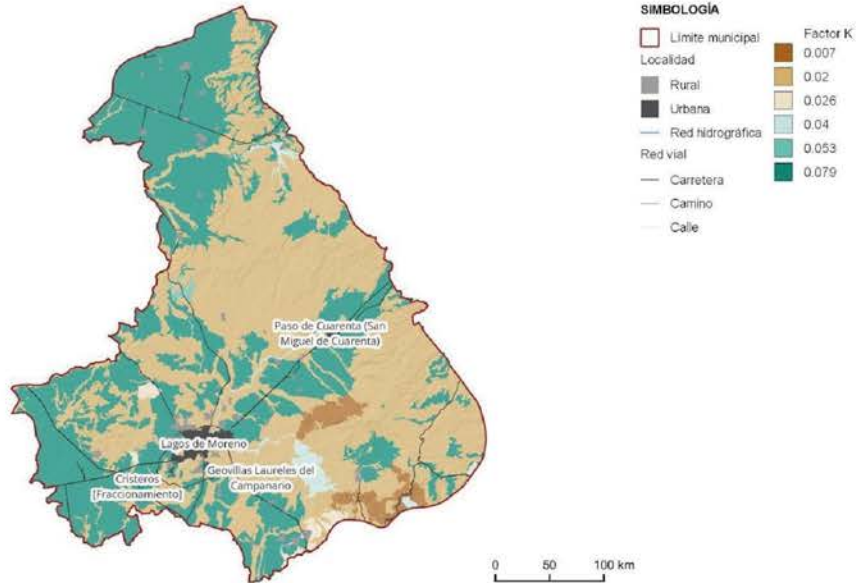 SIMBOLOGÍA
Límite municipal
Localidad
Rural
Urbana
Red hidrográfica
Red vial
Carretera
Camino
Calle
Factor K
0.007
0.02
0.026
0.04
0.053
0.079
Paso de Cuarenta (San
Miguel de Cuarenta)
Lagos de Moreno
Geovillas Laureles del
Campanario
Cristeros
[Fraccionamiento]
0 50 100 km